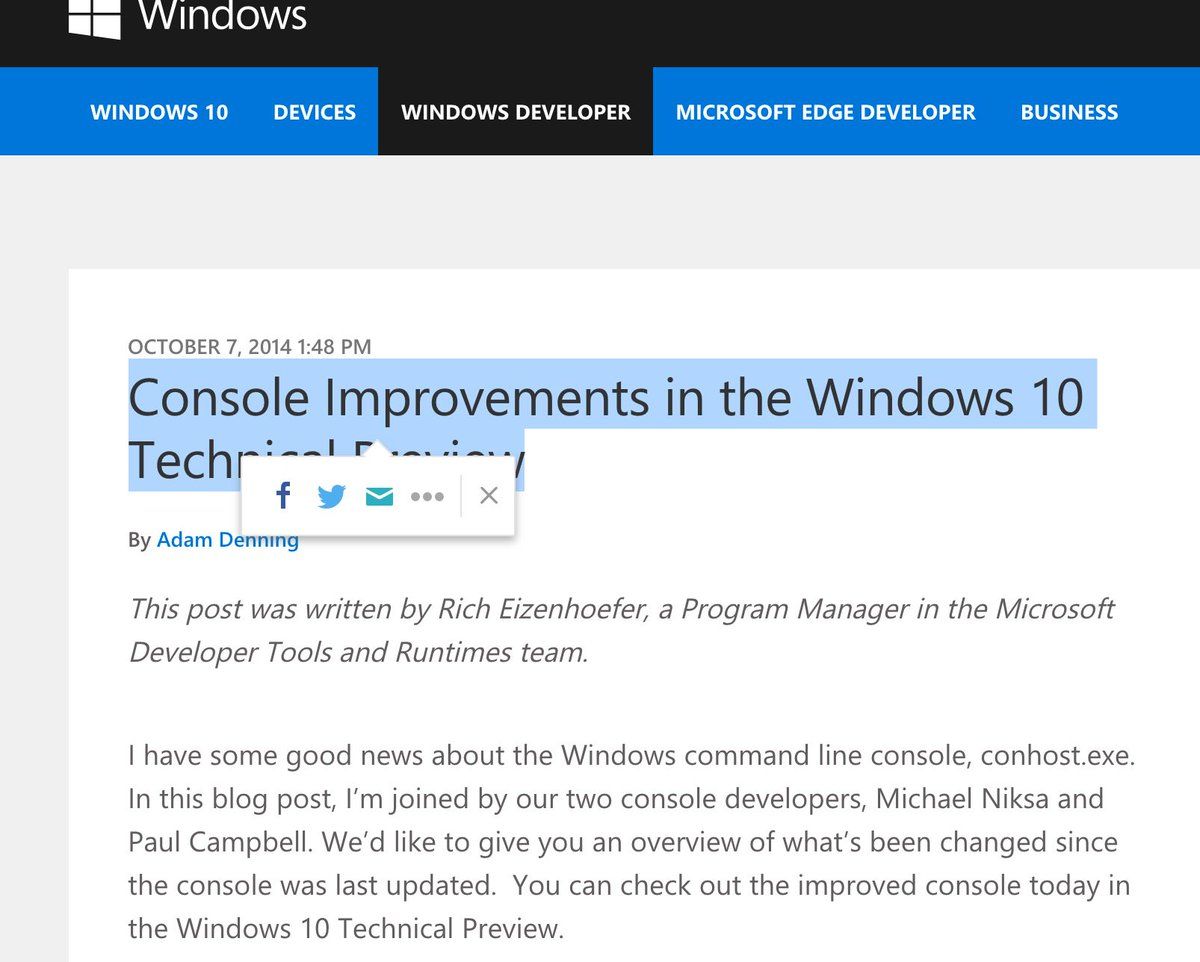 Windows
WINDOWS 10 DEVICES WINDOWS DEVELOPER MICROSOFT EDGE DEVELOPER BUSINESS
OCTOBER 7, 2014 1:48 PM
Console Improvements in the Windows 10
Technical Preview
By Adam Denning
This post was written by Rich Eizenhoefer, a Program Manager in the Microsoft
Developer Tools and Runtimes team.
I have some good news about the Windows command line console, conhost.exe.
In this blog post, I’m joined by our two console developers, Michael Niksa and
Paul Campbell. We’d like to give you an overview of what’s been changed since
the console was last updated.  You can check out the improved console today in
the Windows 10 Technical Preview.